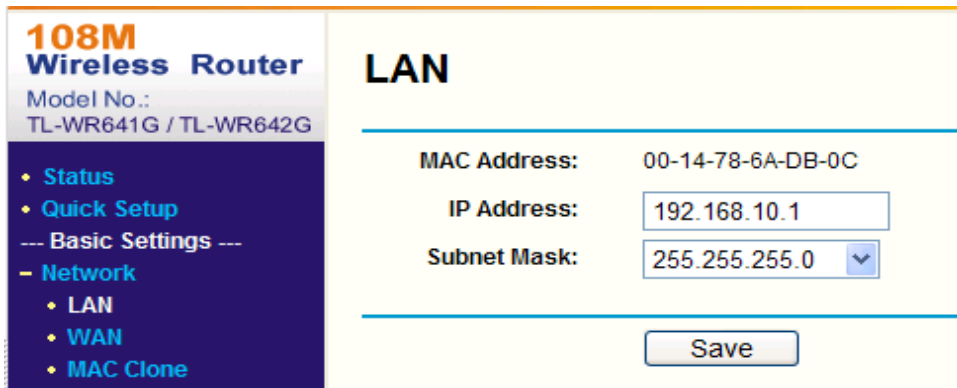 108M
Wireless Router
Model No.:
TL-WR641G / TL-WR642G
• Status
• Quick Setup
--- Basic Settings ---
– Network
• LAN
• WAN
• MAC Clone
LAN
MAC Address: 00-14-78-6A-DB-0C
IP Address: 192.168.10.1
Subnet Mask: 255.255.255.0
Save